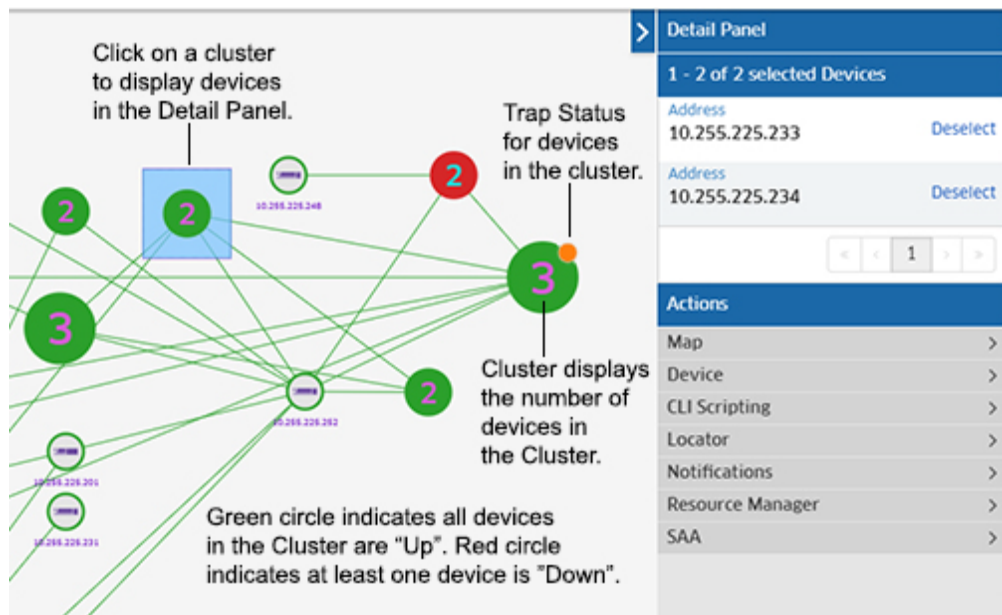 Click on a cluster
to display devices
in the Detail Panel.
Trap Status
for devices
in the cluster.
2
2
10.255.225.248
2
3
3
Cluster displays
the number of
devices in
the Cluster.
2
10.255.225.252
10.255.225.201
10.255.225.231
Green circle indicates all devices
in the Cluster are “Up”. Red circle
indicates at least one device is ”Down”.
Detail Panel
1 - 2 of 2 selected Devices
Address
10.255.225.233 Deselect
Address
10.255.225.234 Deselect
« ‹ 1 › »
Actions
Map
Device
CLI Scripting
Locator
Notifications
Resource Manager
SAA